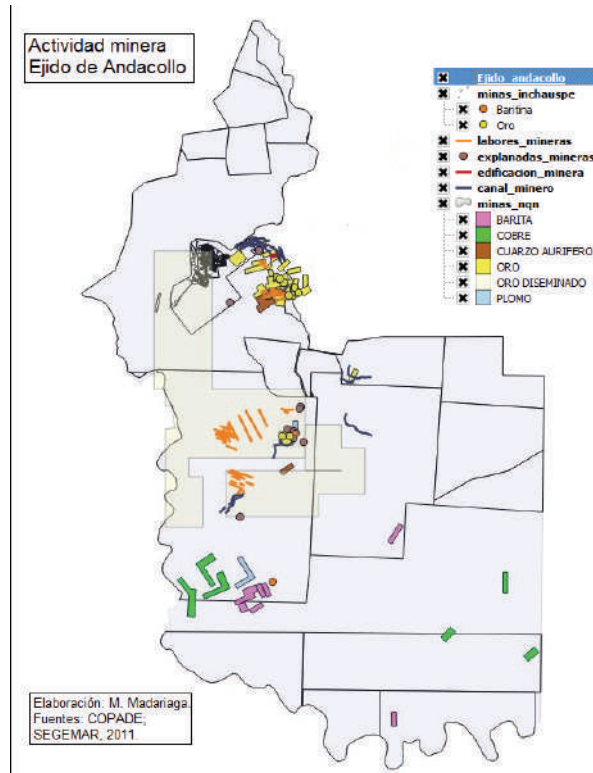 Actividad minera
Ejido de Andacollo
Ejido_andacollo
minas_inchauspe
Baritina
Oro
labores_mineras
explanadas_mineras
edificacion_minera
canal_minero
minas_nqn
BARITA
COBRE
CUARZO AURIFERO
ORO
ORO DISEMINADO
PLOMO
Elaboración: M. Madariaga.
Fuentes: COPADE;
SEGEMAR, 2011.